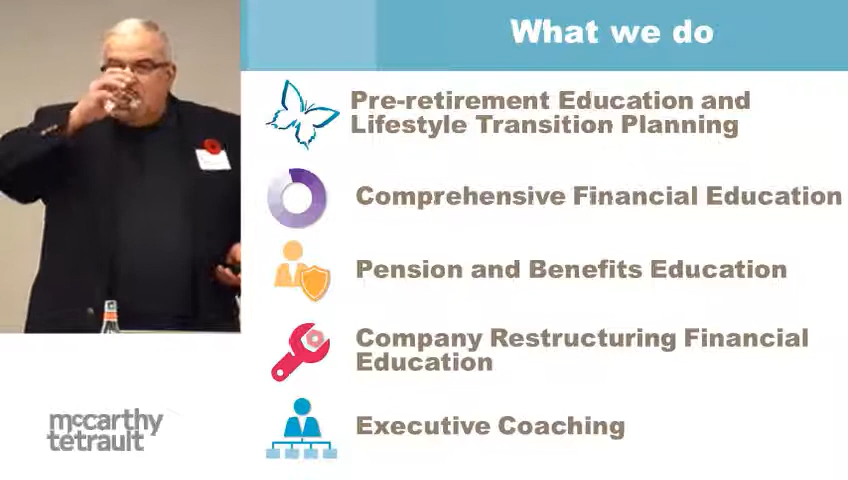 What we do
Pre-retirement Education and
Lifestyle Transition Planning
Comprehensive Financial Education
Pension and Benefits Education
Company Restructuring Financial
Education
Executive Coaching
mccarthy
tetrault